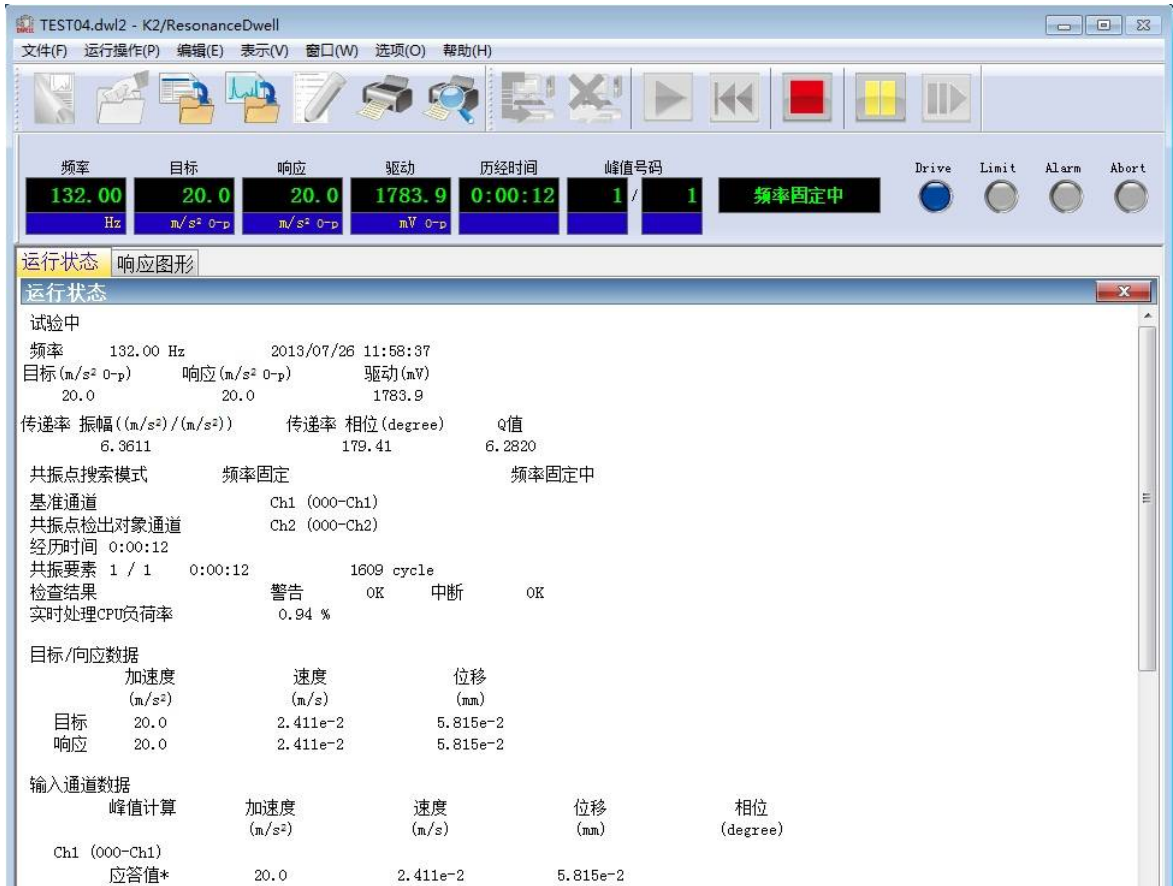 TEST04.dwl2 - K2/ResonanceDwell
文件(F) 运行操作(P) 编辑(E) 表示(V) 窗口(W) 选项(O) 帮助(H)
频率 目标 响应 驱动 历经时间 峰值号码 Drive Limit Alarm Abort
132.00 20.0 20.0 1783.9 0:00:12 1 / 1 频率固定中
Hz m/s² 0-p m/s² 0-p mV 0-p
运行状态 响应图形
运行状态
试验中
频率 132.00 Hz 2013/07/26 11:58:37
目标(m/s² 0-p) 响应(m/s² 0-p) 驱动(mV)
20.0 20.0 1783.9
传递率 振幅((m/s²)/(m/s²)) 传递率 相位(degree) Q值
6.3611 179.41 6.2820
共振点搜索模式 频率固定 频率固定中
基准通道 Ch1 (000-Ch1)
共振点检出对象通道 Ch2 (000-Ch2)
经历时间 0:00:12
共振要素 1 / 1 0:00:12 1609 cycle
检查结果 警告 OK 中断 OK
实时处理CPU负荷率 0.94 %
目标/向应数据
加速度 速度 位移
(m/s²) (m/s) (mm)
目标 20.0 2.411e-2 5.815e-2
响应 20.0 2.411e-2 5.815e-2
输入通道数据
峰值计算 加速度 速度 位移 相位
(m/s²) (m/s) (mm) (degree)
Ch1 (000-Ch1)
应答值* 20.0 2.411e-2 5.815e-2